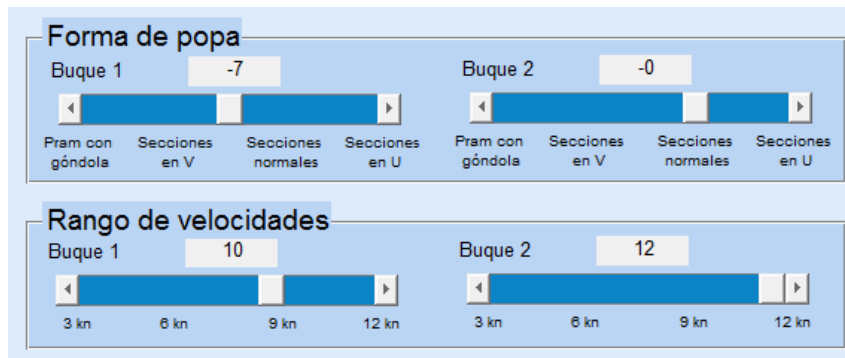 Forma de popa
Buque 1 -7 Buque 2 -0
Pram con góndola Secciones en V Secciones normales Secciones en U Pram con góndola Secciones en V Secciones normales Secciones en U
Rango de velocidades
Buque 1 10 Buque 2 12
3 kn 6 kn 9 kn 12 kn 3 kn 6 kn 9 kn 12 kn